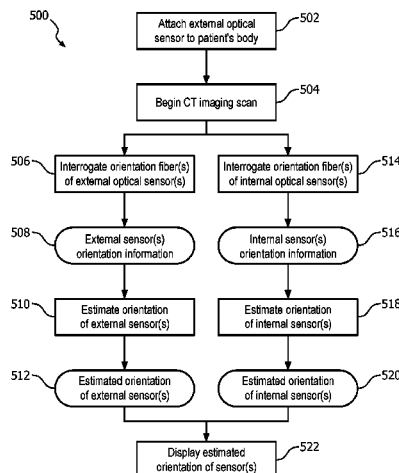 500
Attach external optical
sensor to patient's body
502
Begin CT imaging scan
504
506
Interrogate orientation fiber(s)
of external optical sensor(s)
Interrogate orientation fiber(s)
of internal optical sensor(s)
514
508
External sensor(s)
orientation information
Internal sensor(s)
orientation information
516
510
Estimate orientation
of external sensor(s)
Estimate orientation
of internal sensor(s)
518
512
Estimated orientation
of external sensor(s)
Estimated orientation
of internal sensor(s)
520
Display estimated
orientation of sensor(s)
522